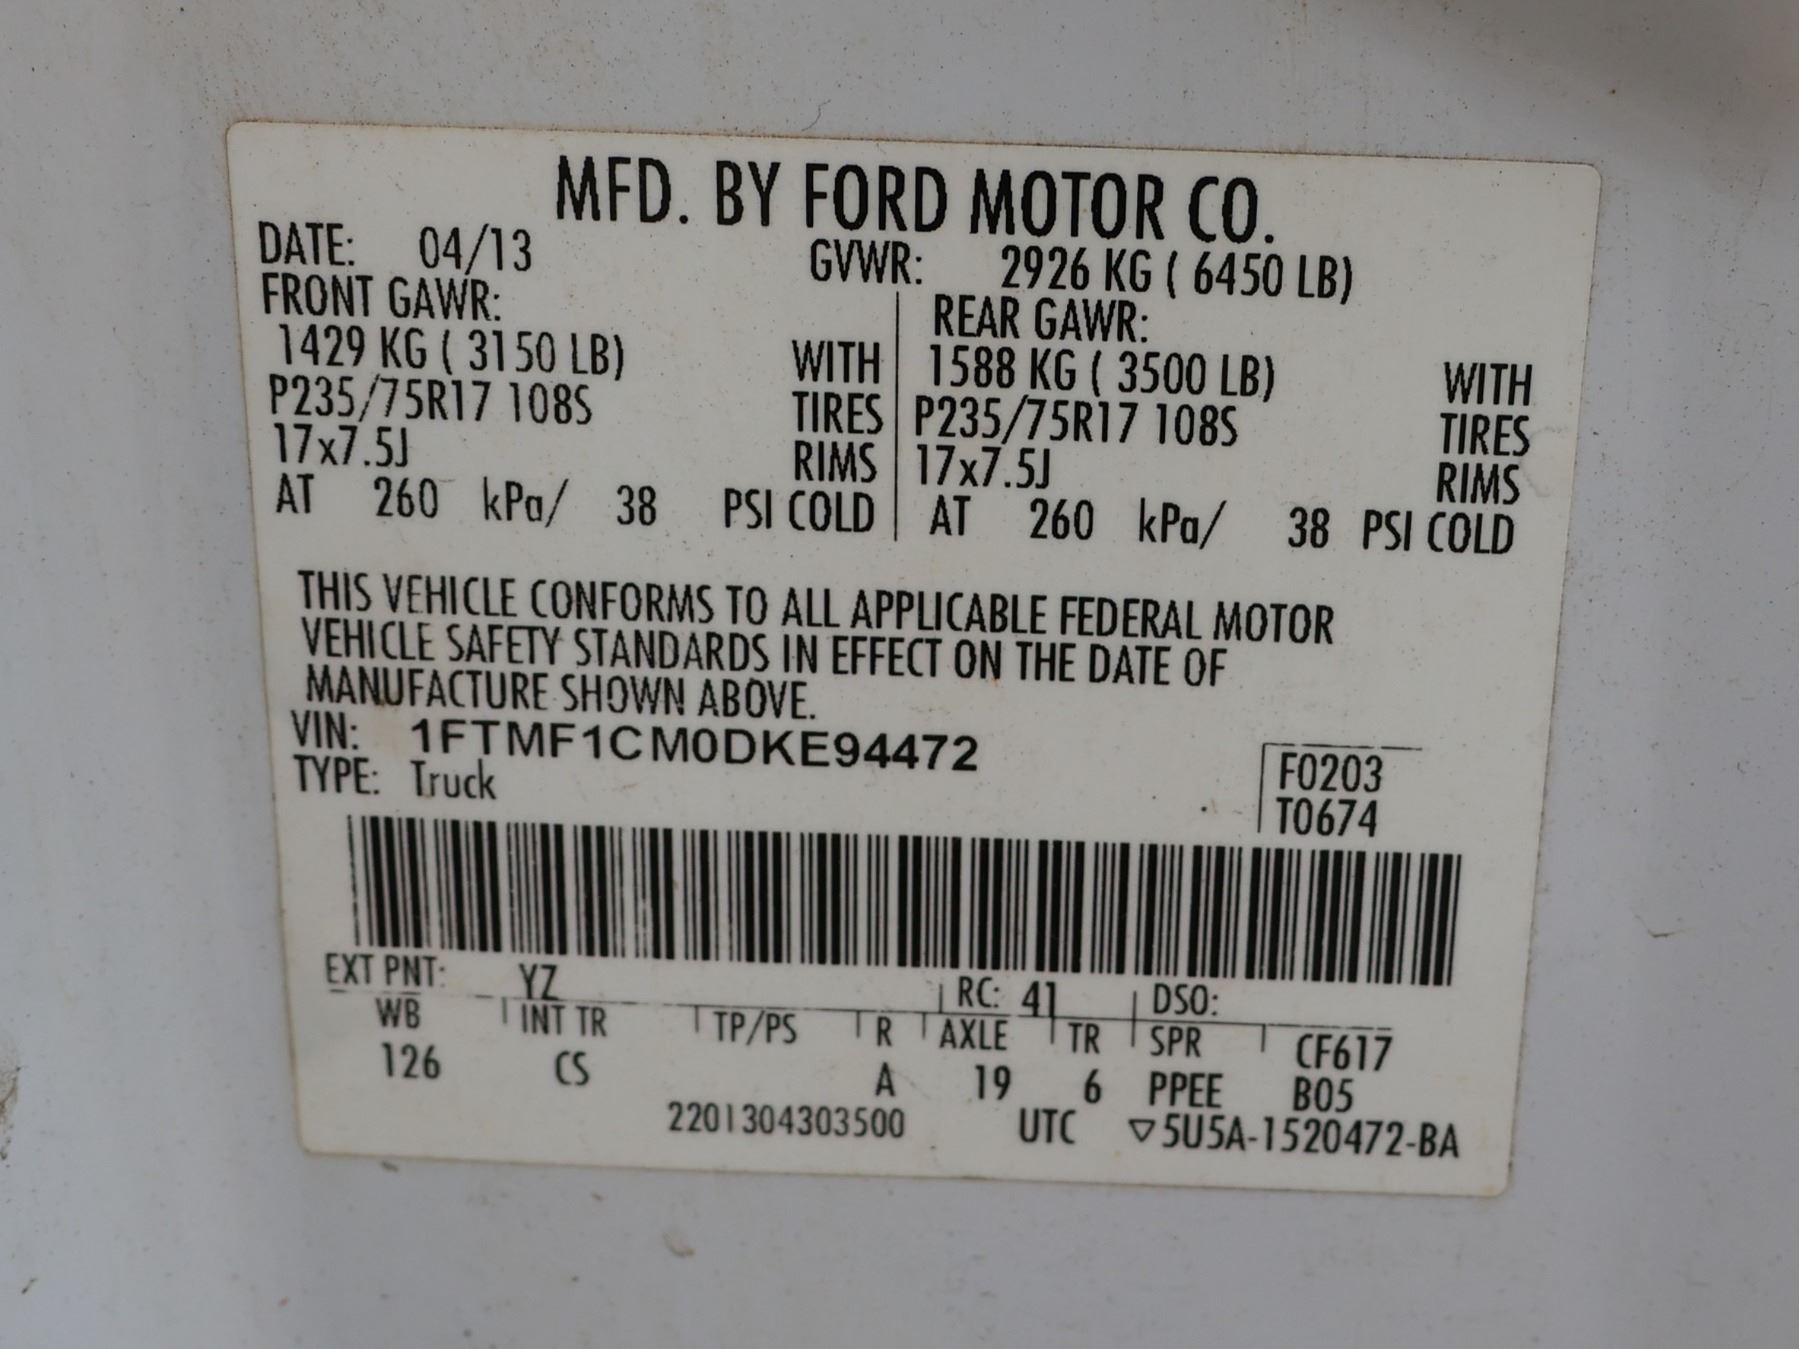 MFD. BY FORD MOTOR CO.
DATE: 04/13 GVWR: 2926 KG ( 6450 LB)
FRONT GAWR: REAR GAWR:
1429 KG ( 3150 LB) WITH 1588 KG ( 3500 LB) WITH
P235/75R17 108S TIRES P235/75R17 108S TIRES
17x7.5J RIMS 17x7.5J RIMS
AT 260 kPa/ 38 PSI COLD AT 260 kPa/ 38 PSI COLD
THIS VEHICLE CONFORMS TO ALL APPLICABLE FEDERAL MOTOR
VEHICLE SAFETY STANDARDS IN EFFECT ON THE DATE OF
MANUFACTURE SHOWN ABOVE.
VIN: 1FTMF1CM0DKE94472
TYPE: Truck
F0203
T0674
EXT PNT: YZ RC: 41 DSO:
WB INT TR TP/PS R AXLE TR SPR CF617
126 CS A 19 6 PPEE B05
2201304303500 UTC ▽5U5A-1520472-BA